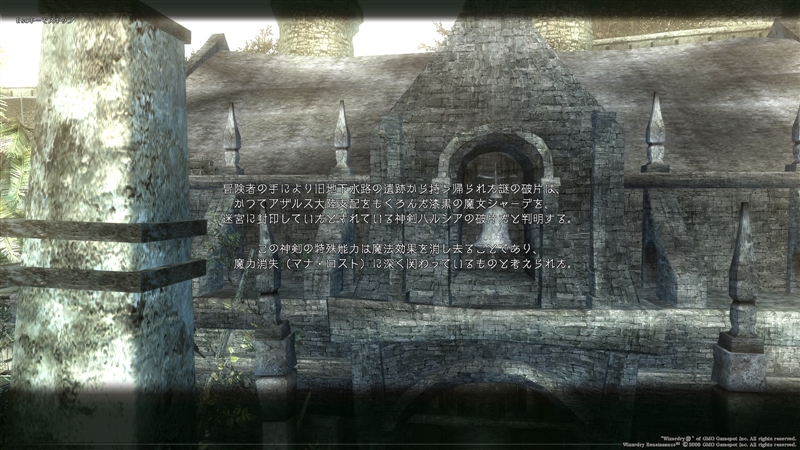 冒険者の手により旧地下水路の遺跡から持ち帰られた謎の破片は、
かつてアザルス大陸支配をもくろんだ漆黒の魔女シャーデを、
迷宮に封印していたとされている神剣ハルシアの破片だと判明する。
この神剣の特殊能力は魔法効果を消し去ることであり、
魔力消失（マナ・ロスト）に深く関わっているものと考えられた。
"Wizardry®" of GMO Gamepot Inc. All rights reserved.
Wizardry Renaissance™ ©2009 GMO Gamepot Inc. All rights reserved.